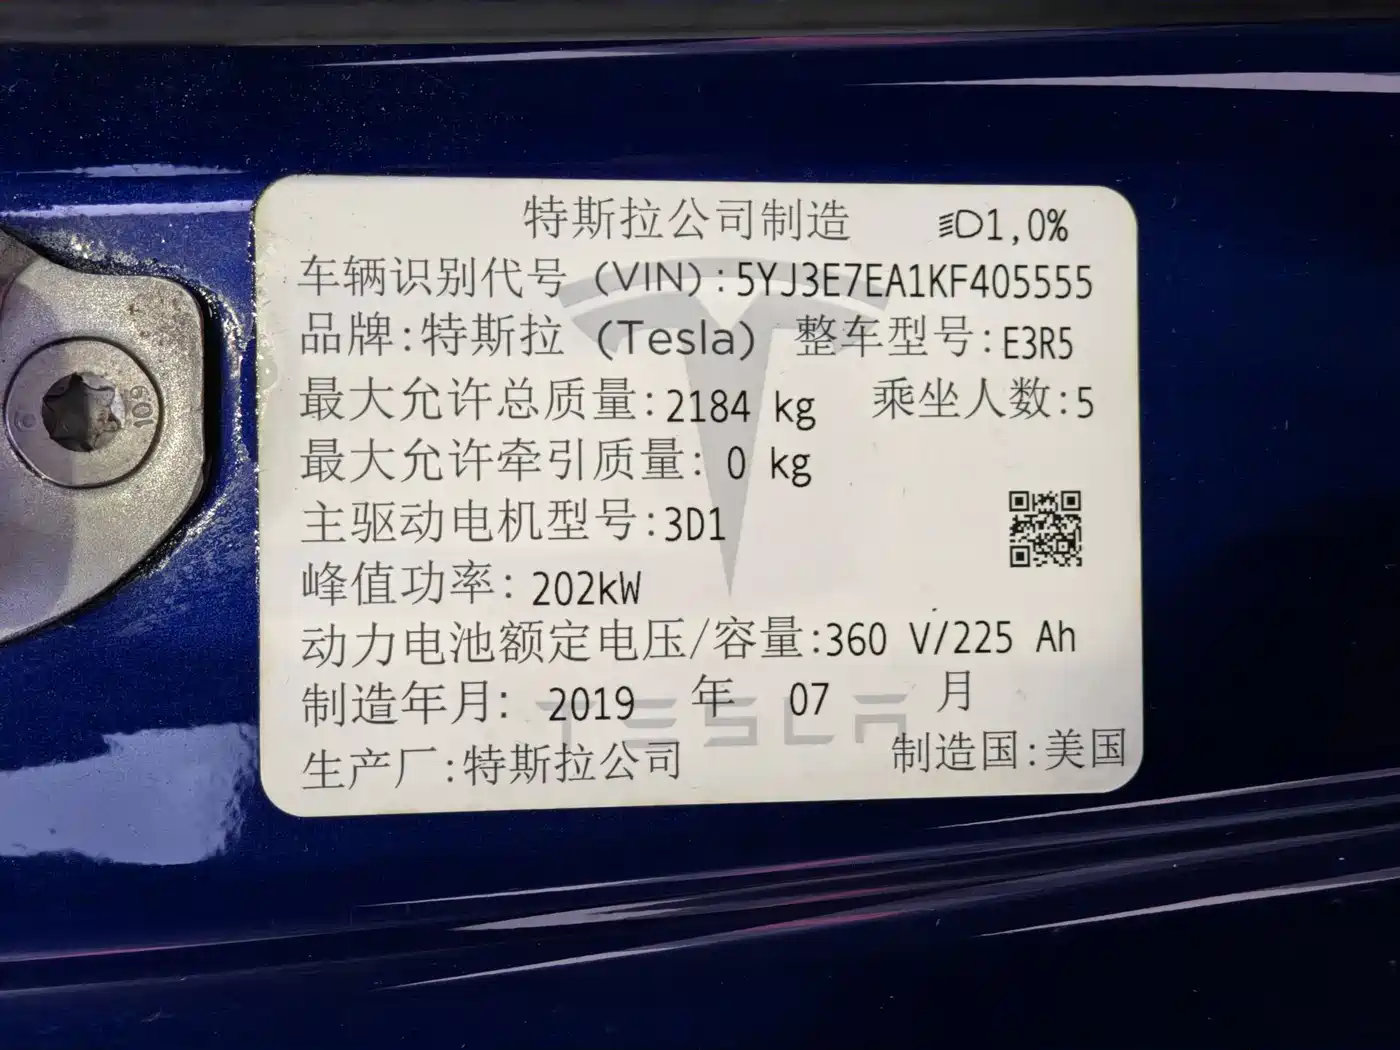 特斯拉公司制造 1,0%
车辆识别代号 (VIN):5YJ3E7EA1KF405555
品牌:特斯拉 (Tesla) 整车型号:E3R5
最大允许总质量:2184 kg 乘坐人数:5
最大允许牵引质量: 0 kg
主驱动电机型号:3D1
峰值功率: 202kW
动力电池额定电压/容量:360 V/225 Ah
制造年月: 2019 年 07 月
TESLA
生产厂:特斯拉公司 制造国:美国
109